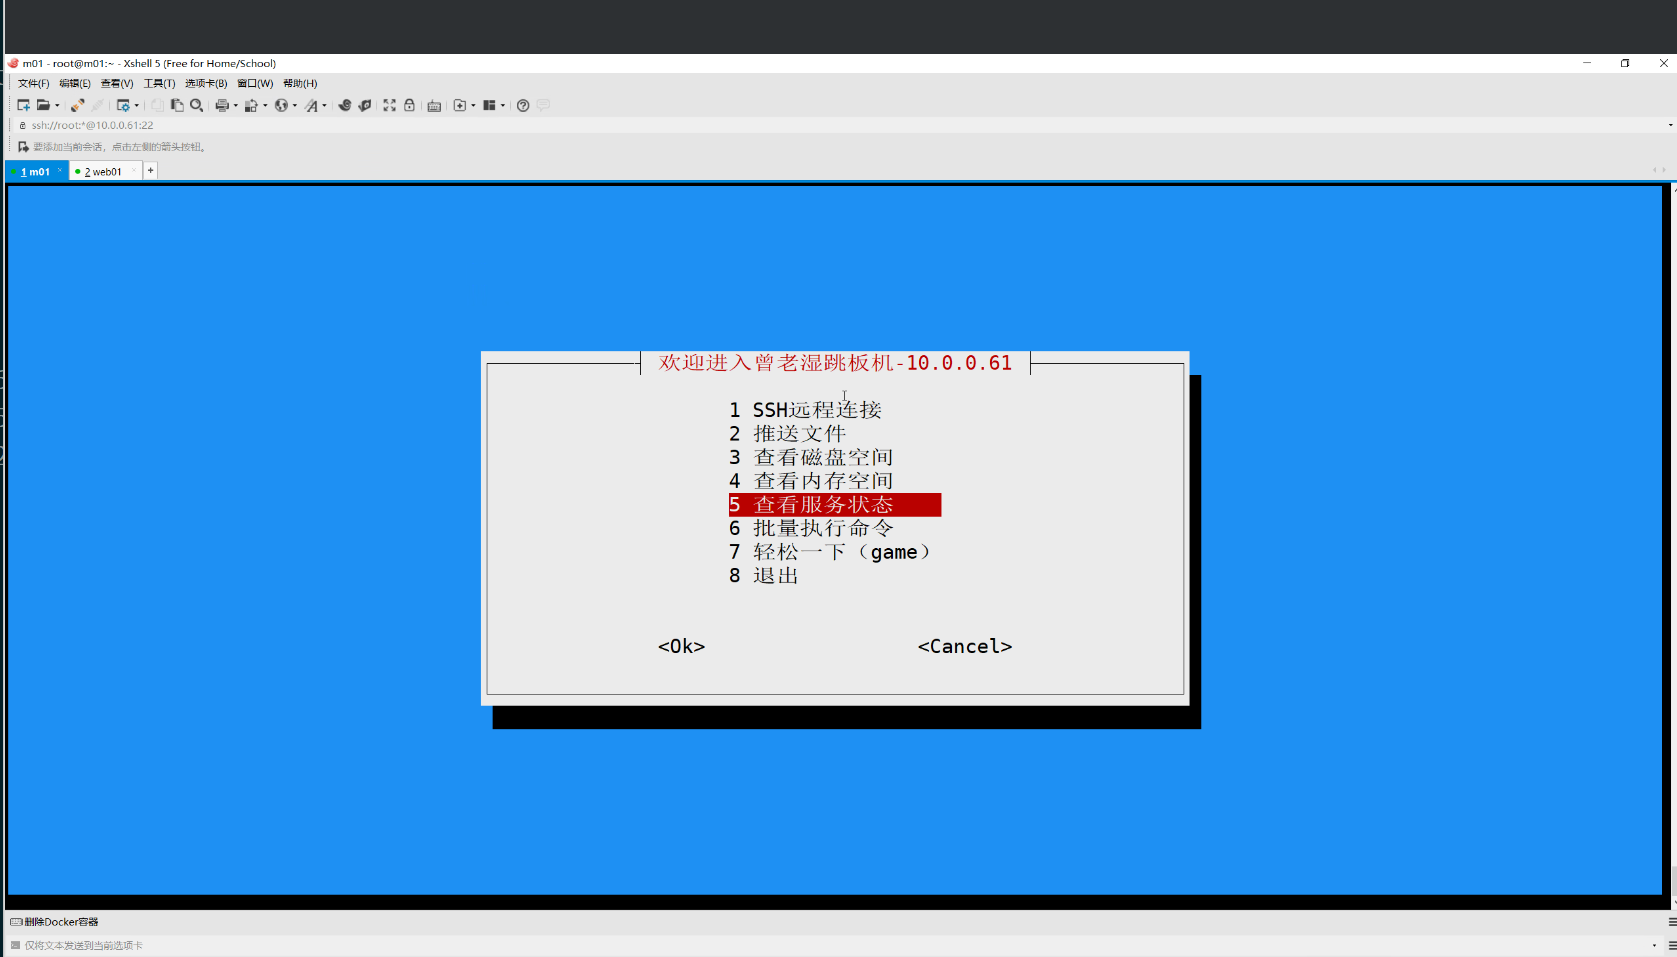 m01 - root@m01:~ - Xshell 5 (Free for Home/School)
文件(F) 编辑(E) 查看(V) 工具(T) 选项卡(B) 窗口(W) 帮助(H)
ssh://root:*@10.0.0.61:22
要添加当前会话，点击左侧的箭头按钮。
1 m01 2 web01 +
欢迎进入曾老湿跳板机-10.0.0.61
1 SSH远程连接
2 推送文件
3 查看磁盘空间
4 查看内存空间
5 查看服务状态
6 批量执行命令
7 轻松一下（game）
8 退出
<Ok> <Cancel>
删除Docker容器
仅将文本发送到当前选项卡